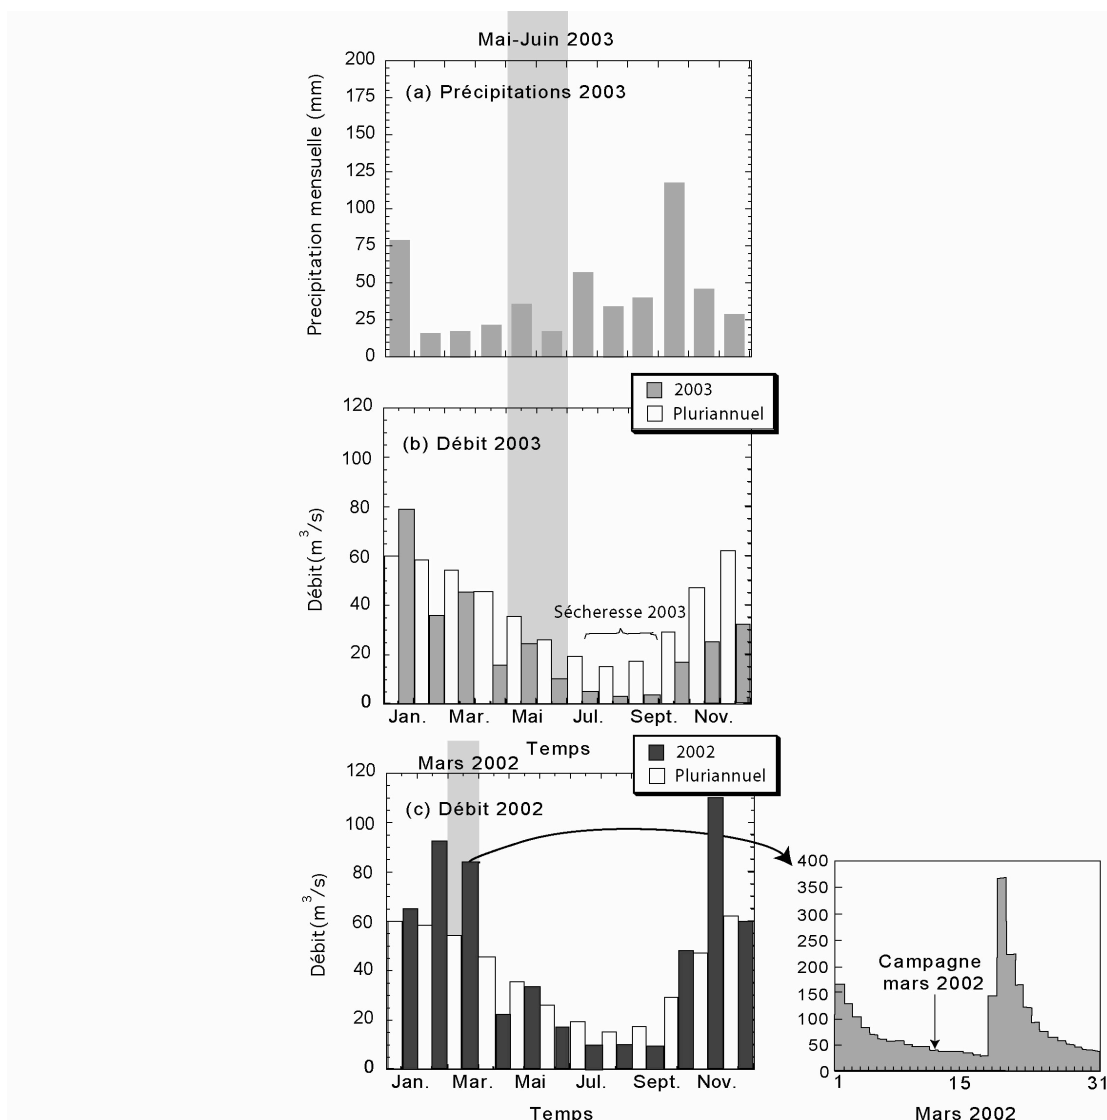 Mai-Juin 2003
200
(a) Précipitations 2003
175
150
125
100
75
50
25
0
Precipitation mensuelle (mm)
2003
Pluriannuel
120
(b) Débit 2003
100
80
60
40
20
0
Débit (m³/s)
Sécheresse 2003
Jan. Mar. Mai Jul. Sept. Nov.
Temps
2002
Pluriannuel
Mars 2002
120
(c) Débit 2002
100
80
60
40
20
0
Débit (m³/s)
Jan. Mar. Mai Jul. Sept. Nov.
Temps
400
350
300
250
200
150
100
50
0
Campagne
mars 2002
1 15 31
Mars 2002